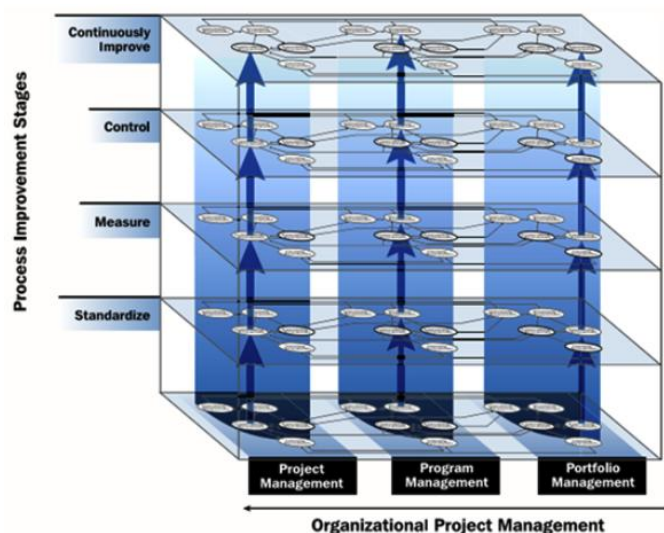 Continuously
Improve
Control
Measure
Standardize
Process Improvement Stages
Project
Management
Program
Management
Portfolio
Management
Organizational Project Management